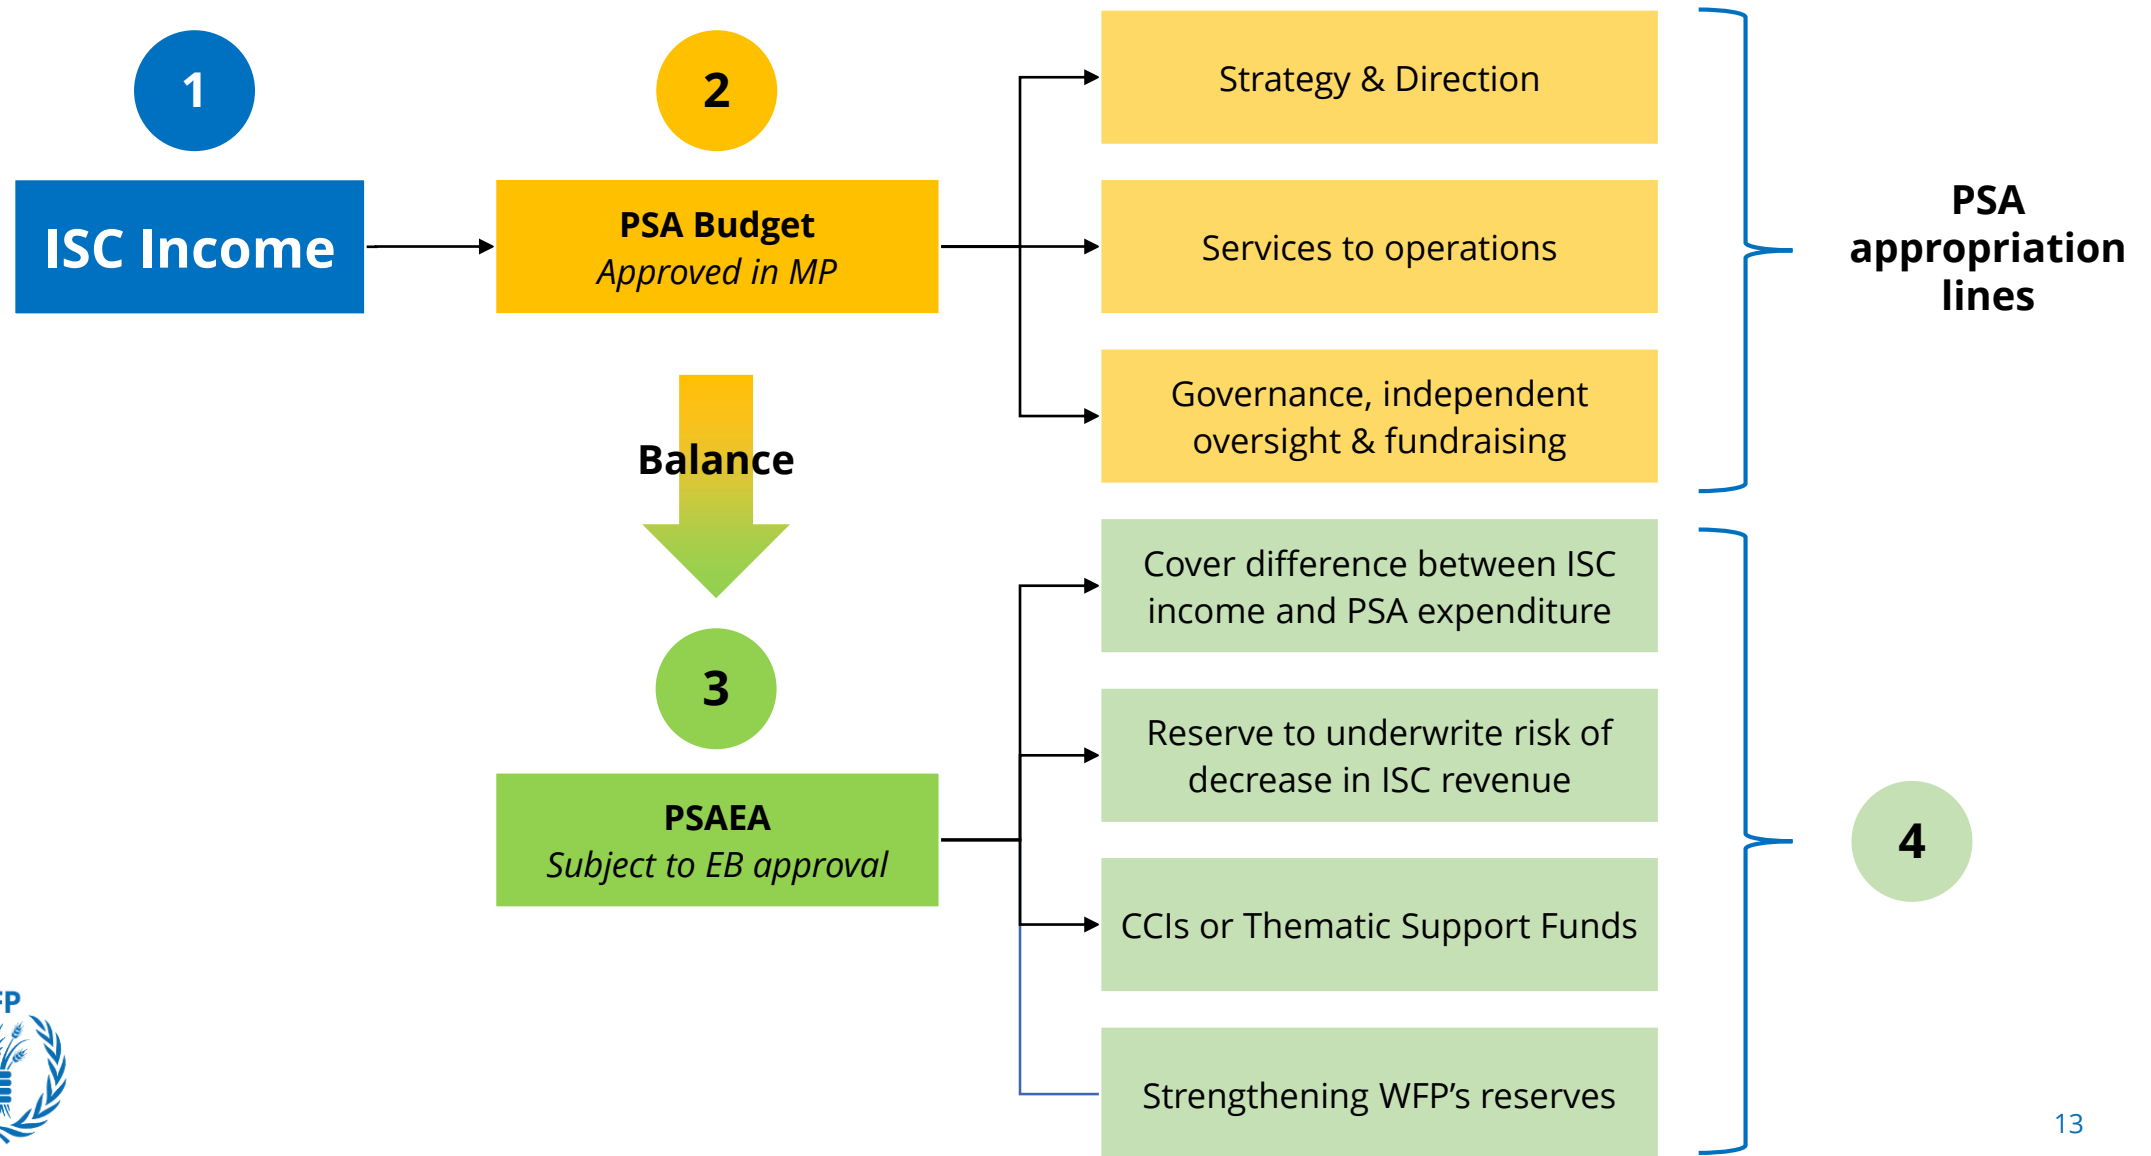 1
ISC Income
2
PSA Budget
Approved in MP
Strategy & Direction
Services to operations
Governance, independent
oversight & fundraising
PSA
appropriation
lines
Balance
3
PSAEA
Subject to EB approval
Cover difference between ISC
income and PSA expenditure
Reserve to underwrite risk of
decrease in ISC revenue
CCIs or Thematic Support Funds
Strengthening WFP’s reserves
4
13